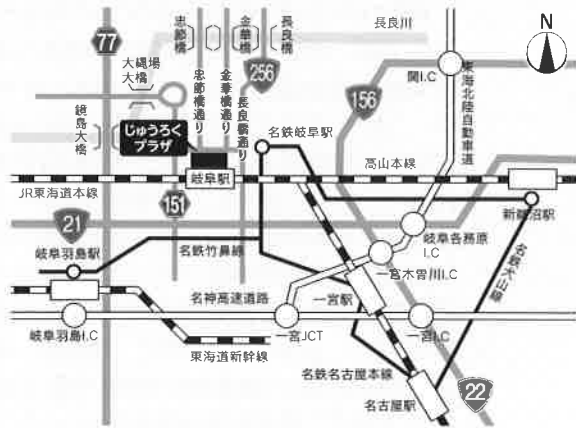 忠節橋
金華橋
長良橋
長良川
N
77
大縄場
大橋
256
忠節橋通り
金華橋通り
長良橋通り
関I.C
東海北陸自動車道
156
鏡島大橋
じゅうろく
プラザ
名鉄岐阜駅
高山本線
岐阜駅
JR東海道本線
151
新鵜沼駅
21
岐阜羽島駅
名鉄竹鼻線
岐阜各務原
I.C
一宮木曽川I.C
名鉄犬山線
名神高速道路
一宮駅
岐阜羽島I.C
一宮JCT
一宮I.C
東海道新幹線
名鉄名古屋本線
名古屋駅
22